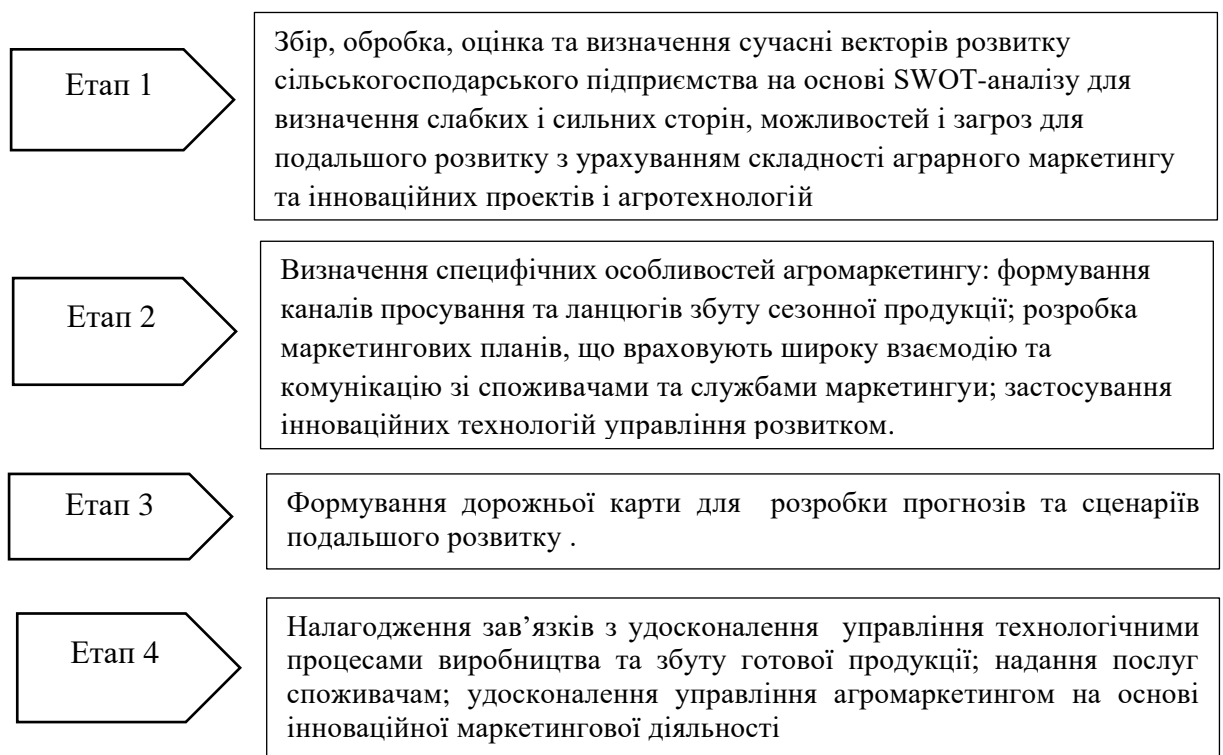 Етап 1
Збір, обробка, оцінка та визначення сучасні векторів розвитку
сільськогосподарського підприємства на основі SWOT-аналізу для
визначення слабких і сильних сторін, можливостей і загроз для
подальшого розвитку з урахуванням складності аграрного маркетингу
та інноваційних проектів і агротехнологій
Етап 2
Визначення специфічних особливостей агромаркетингу: формування
каналів просування та ланцюгів збуту сезонної продукції; розробка
маркетингових планів, що враховують широку взаємодію та
комунікацію зі споживачами та службами маркетингуи; застосування
інноваційних технологій управління розвитком.
Етап 3
Формування дорожньої карти для розробки прогнозів та сценаріїв
подальшого розвитку .
Етап 4
Налагодження зав’язків з удосконалення управління технологічними
процесами виробництва та збуту готової продукції; надання послуг
споживачам; удосконалення управління агромаркетингом на основі
інноваційної маркетингової діяльності